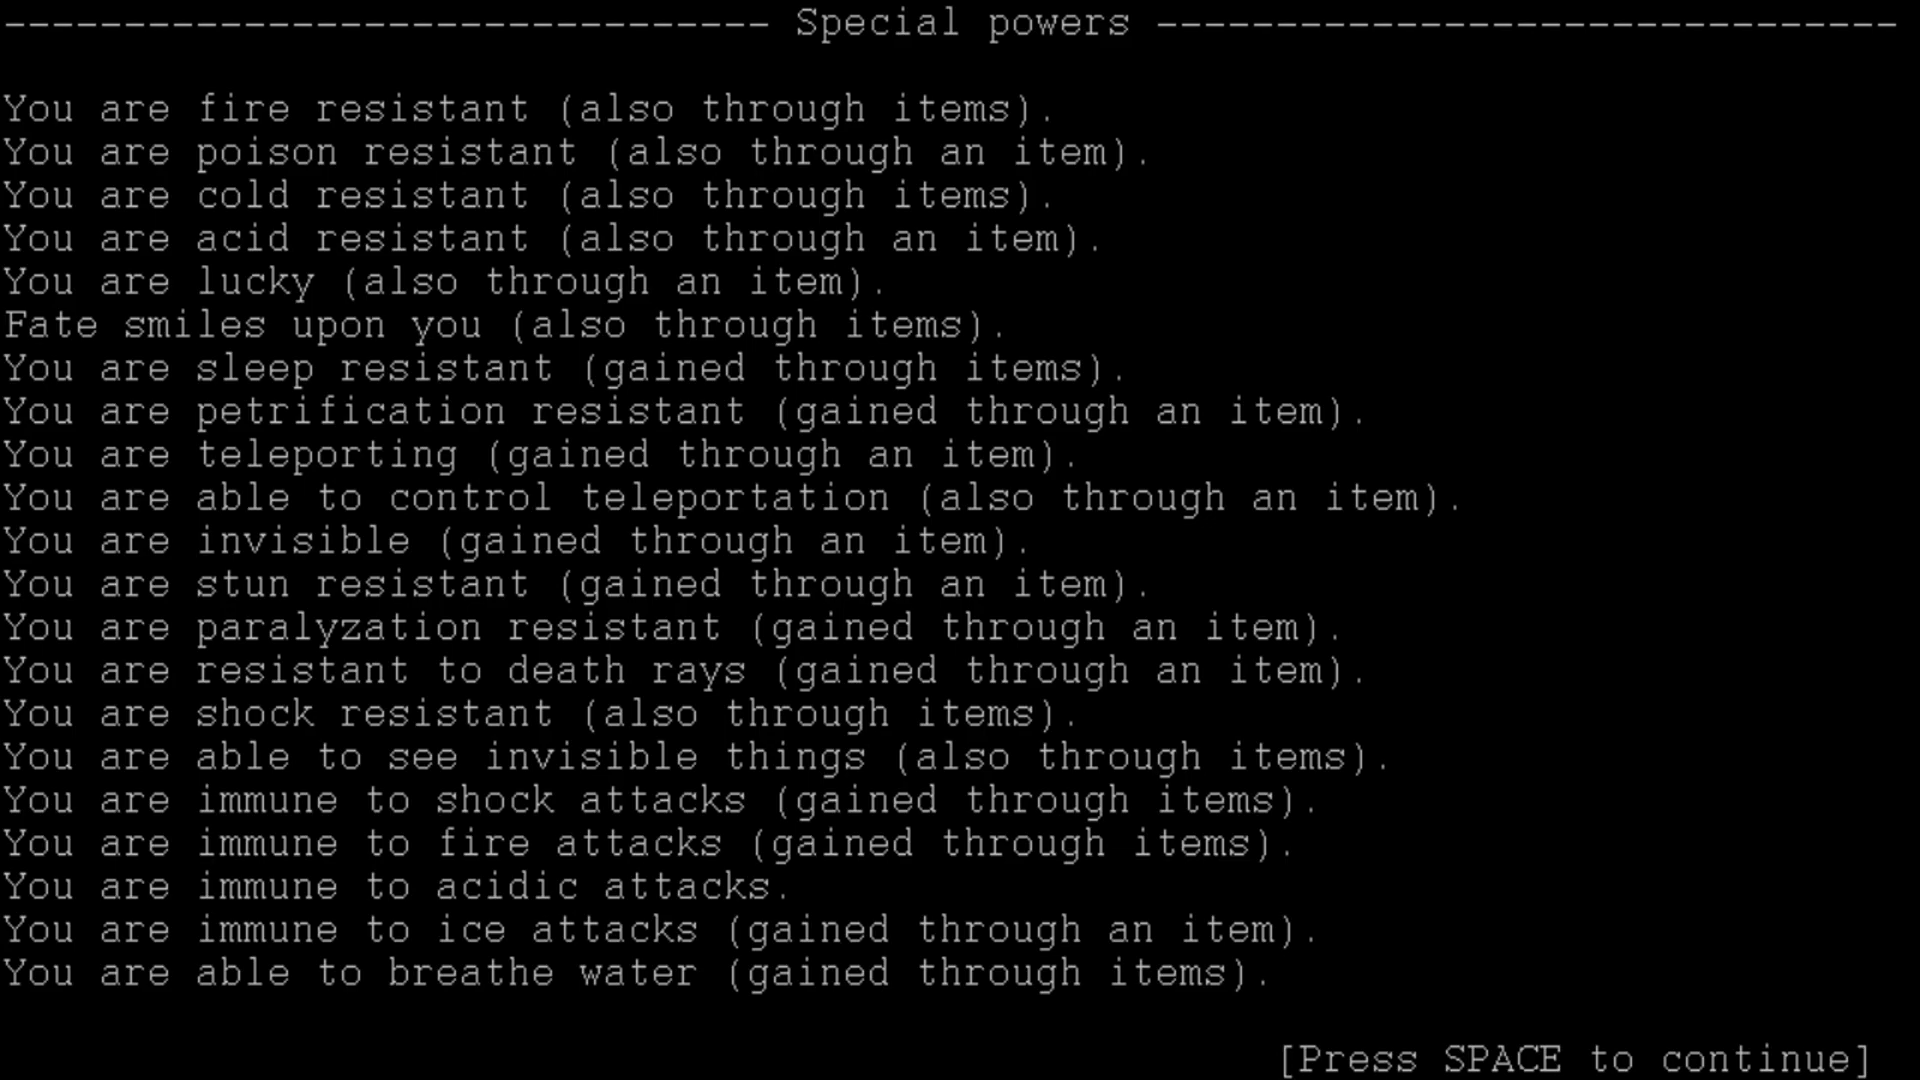 -------------------------------- Special powers -------------------------------
You are fire resistant (also through items).
You are poison resistant (also through an item).
You are cold resistant (also through items).
You are acid resistant (also through an item).
You are lucky (also through an item).
Fate smiles upon you (also through items).
You are sleep resistant (gained through items).
You are petrification resistant (gained through an item).
You are teleporting (gained through an item).
You are able to control teleportation (also through an item).
You are invisible (gained through an item).
You are stun resistant (gained through an item).
You are paralyzation resistant (gained through an item).
You are resistant to death rays (gained through an item).
You are shock resistant (also through items).
You are able to see invisible things (also through items).
You are immune to shock attacks (gained through items).
You are immune to fire attacks (gained through items).
You are immune to acidic attacks.
You are immune to ice attacks (gained through an item).
You are able to breathe water (gained through items).
[Press SPACE to continue]